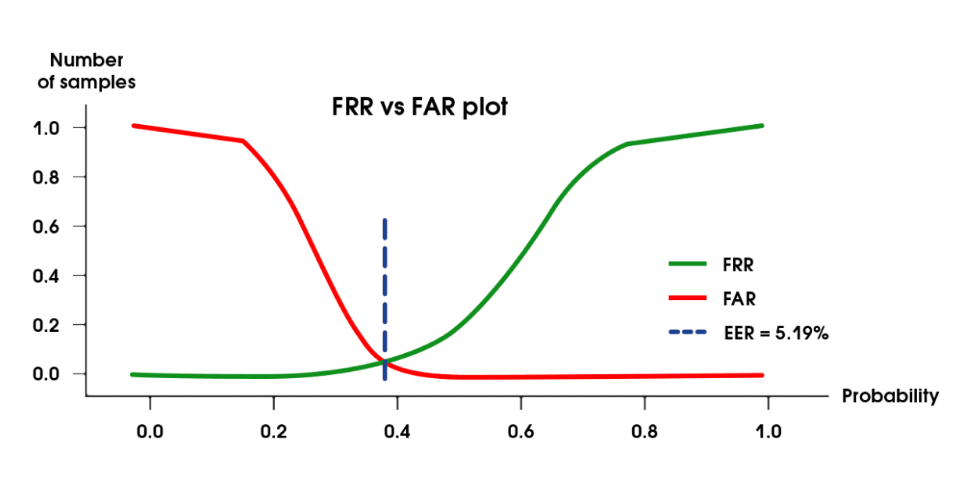 Number
of samples
FRR vs FAR plot
1.0
0.8
0.6
0.4
0.2
0.0
FRR
FAR
EER = 5.19%
Probability
0.0 0.2 0.4 0.6 0.8 1.0